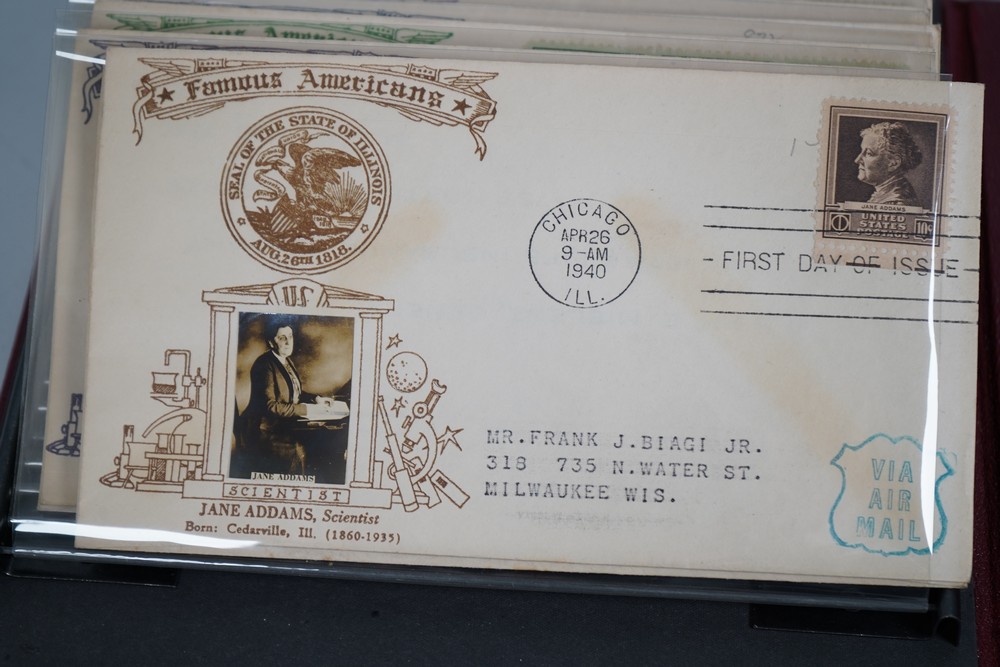 Famous Americans
SEAL OF THE STATE OF ILLINOIS
AUG. 26TH 1818.
U.S.
JANE ADDAMS
SCIENTIST
JANE ADDAMS, Scientist
Born: Cedarville, Ill. (1860-1935)
CHICAGO
APR 26
9-AM
1940
ILL.
JANE ADDAMS
UNITED
STATES
POSTAGE
10¢
FIRST DAY OF ISSUE
MR. FRANK J. BIAGI JR.
318 735 N. WATER ST.
MILWAUKEE WIS.
VIA
AIR
MAIL